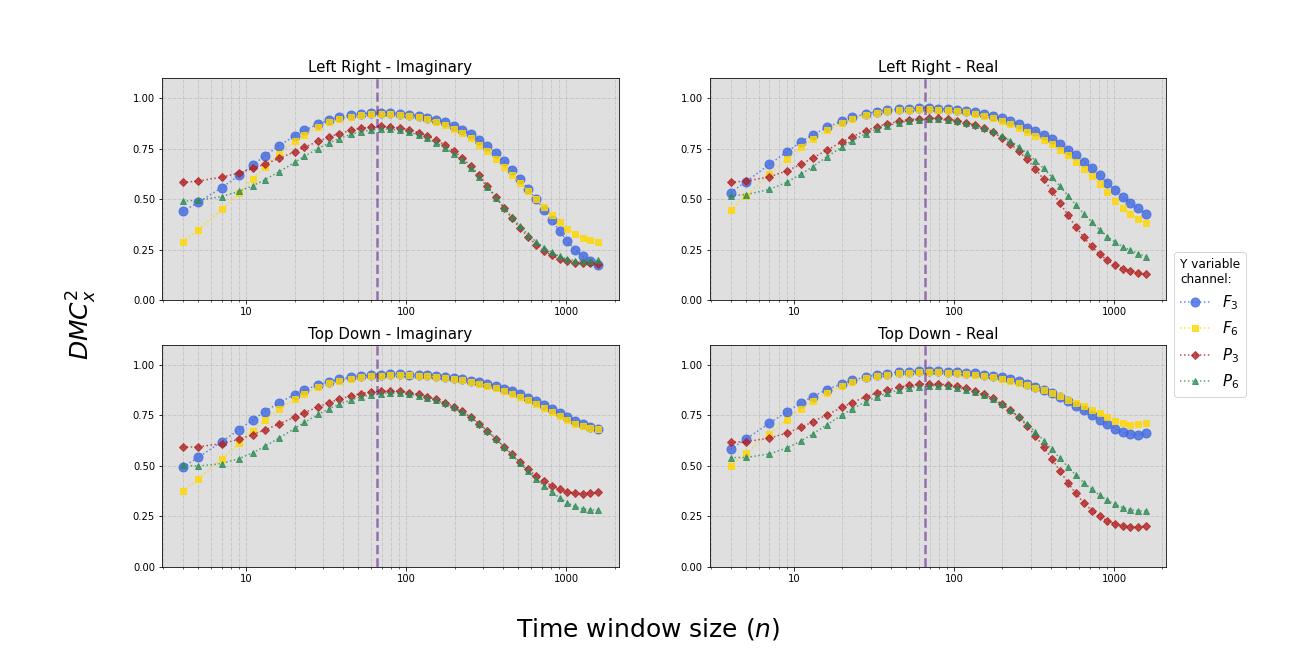 Left Right - Imaginary
1.00
0.75
0.50
0.25
0.00
10 100 1000
Left Right - Real
1.00
0.75
0.50
0.25
0.00
10 100 1000
Top Down - Imaginary
1.00
0.75
0.50
0.25
0.00
10 100 1000
Top Down - Real
1.00
0.75
0.50
0.25
0.00
10 100 1000
Y variable
channel:
F₃
F₆
P₃
P₆
DMC²ₓ
Time window size (n)